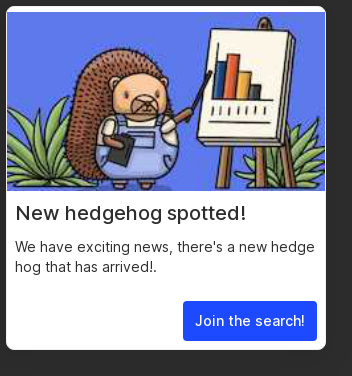 New hedgehog spotted!
We have exciting news, there's a new hedge
hog that has arrived!.
Join the search!